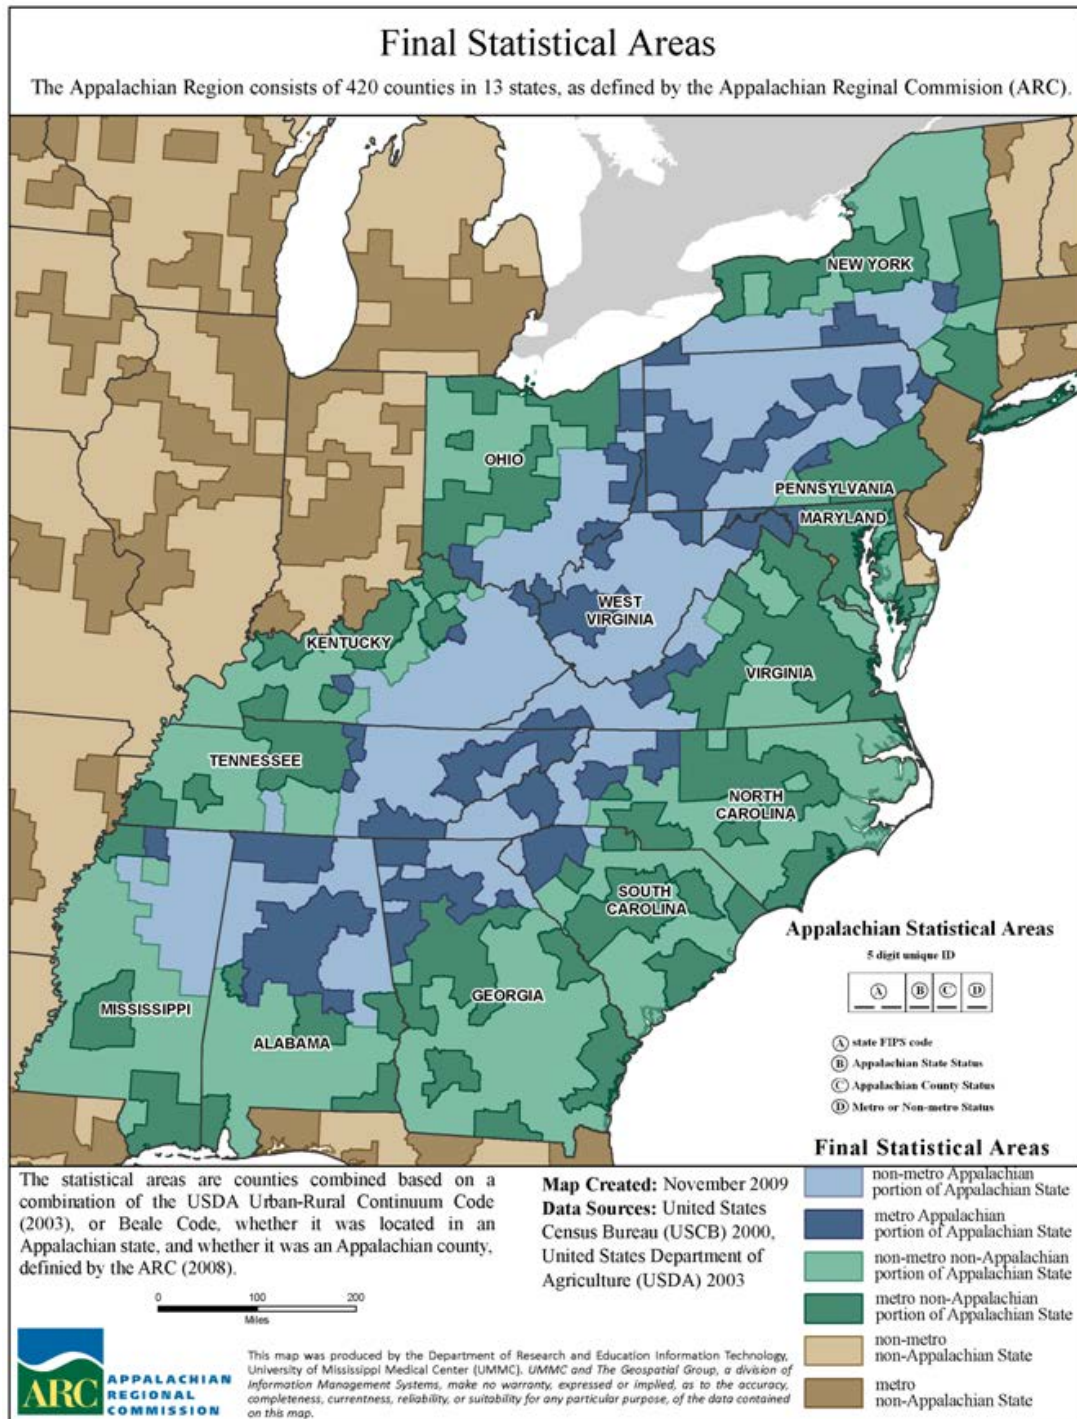 Final Statistical Areas
The Appalachian Region consists of 420 counties in 13 states, as defined by the Appalachian Reginal Commision (ARC).
NEW YORK
OHIO
PENNSYLVANIA
MARYLAND
WEST
VIRGINIA
KENTUCKY
VIRGINIA
TENNESSEE
NORTH
CAROLINA
SOUTH
CAROLINA
MISSISSIPPI
ALABAMA
GEORGIA
Appalachian Statistical Areas
5 digit unique ID
A B C D
A state FIPS code
B Appalachian State Status
C Appalachian County Status
D Metro or Non-metro Status
Final Statistical Areas
non-metro Appalachian
portion of Appalachian State
metro Appalachian
portion of Appalachian State
non-metro non-Appalachian
portion of Appalachian State
metro non-Appalachian
portion of Appalachian State
non-metro
non-Appalachian State
metro
non-Appalachian State
The statistical areas are counties combined based on a
combination of the USDA Urban-Rural Continuum Code
(2003), or Beale Code, whether it was located in an
Appalachian state, and whether it was an Appalachian county,
definied by the ARC (2008).
Map Created: November 2009
Data Sources: United States
Census Bureau (USCB) 2000,
United States Department of
Agriculture (USDA) 2003
0 100 200
Miles
ARC
APPALACHIAN
REGIONAL
COMMISSION
This map was produced by the Department of Research and Education Information Technology,
University of Mississippi Medical Center (UMMC). UMMC and The Geospatial Group, a division of
Information Management Systems, make no warranty, expressed or implied, as to the accuracy,
completeness, currentness, reliability, or suitability for any particular purpose, of the data contained
on this map.